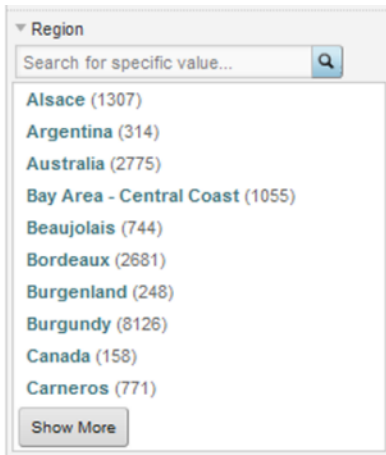 Region
Search for specific value...
Alsace (1307)
Argentina (314)
Australia (2775)
Bay Area - Central Coast (1055)
Beaujolais (744)
Bordeaux (2681)
Burgenland (248)
Burgundy (8126)
Canada (158)
Carneros (771)
Show More